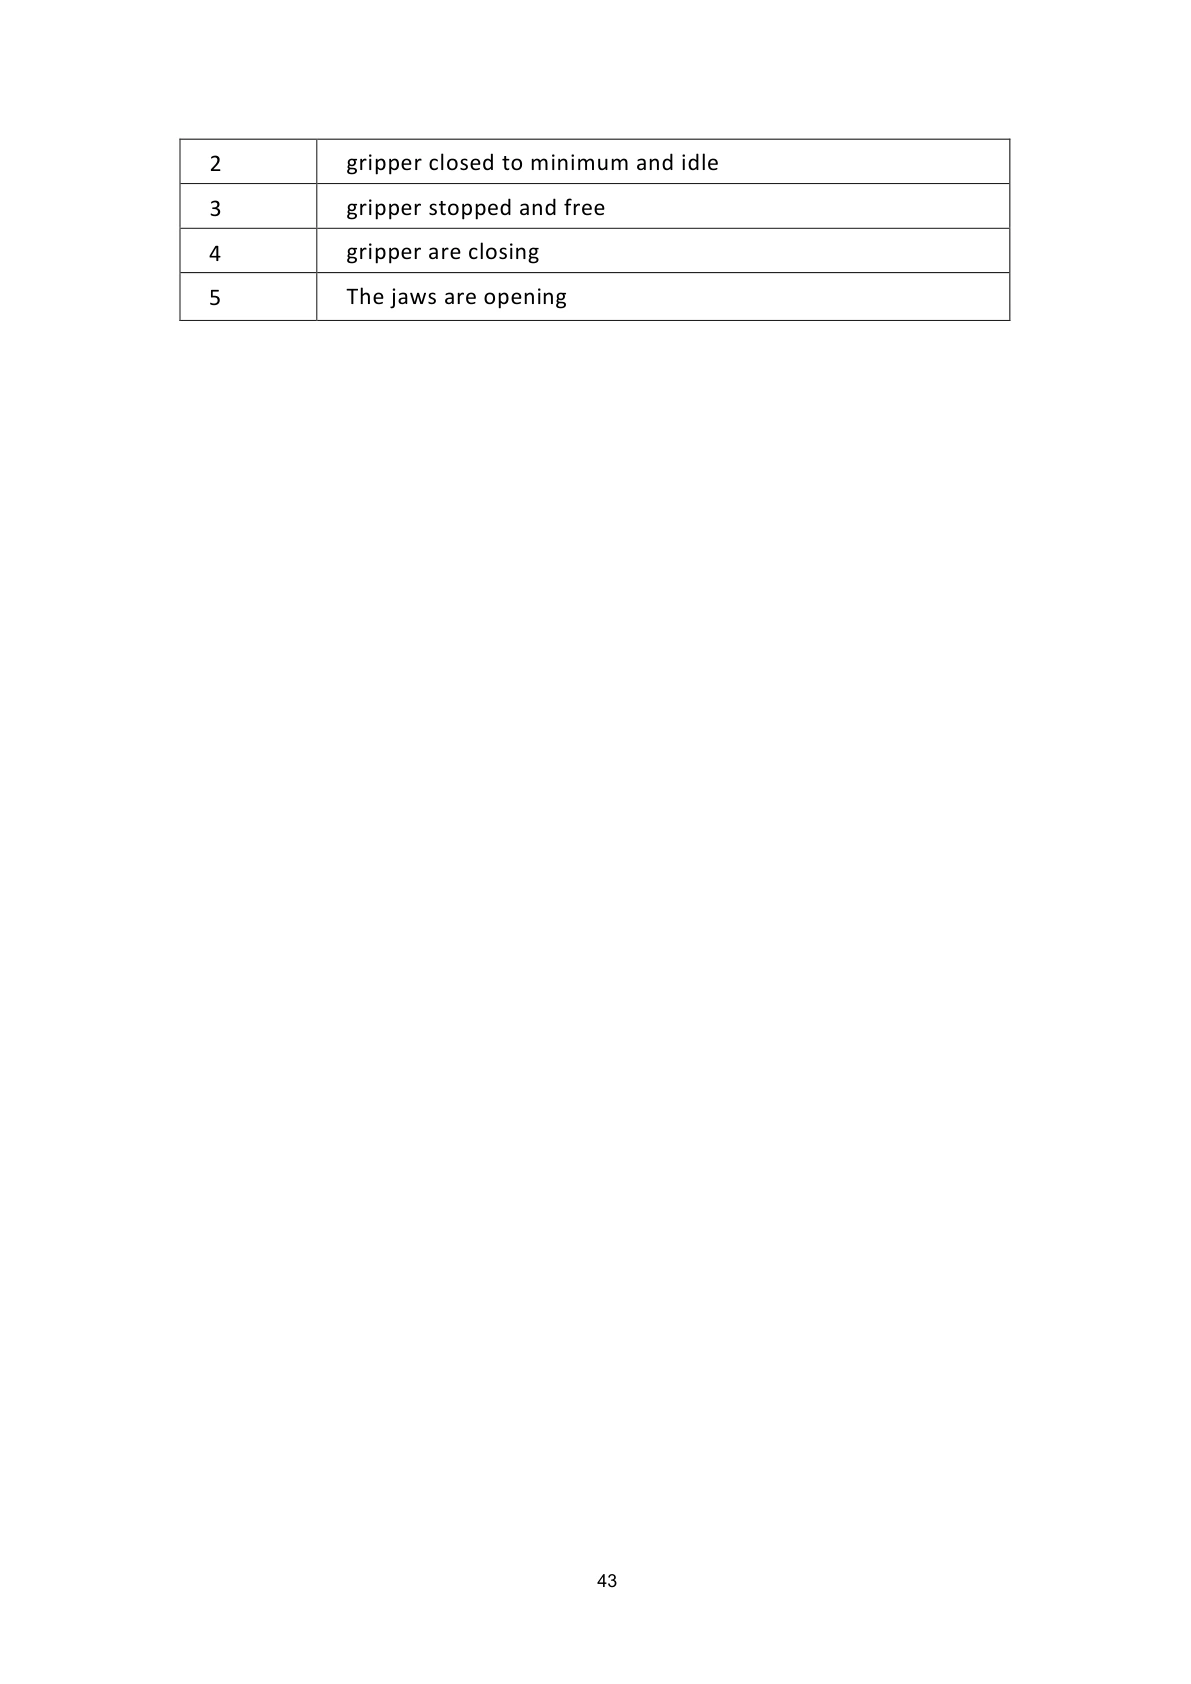 2 gripper closed to minimum and idle
3 gripper stopped and free
4 gripper are closing
5 The jaws are opening
43